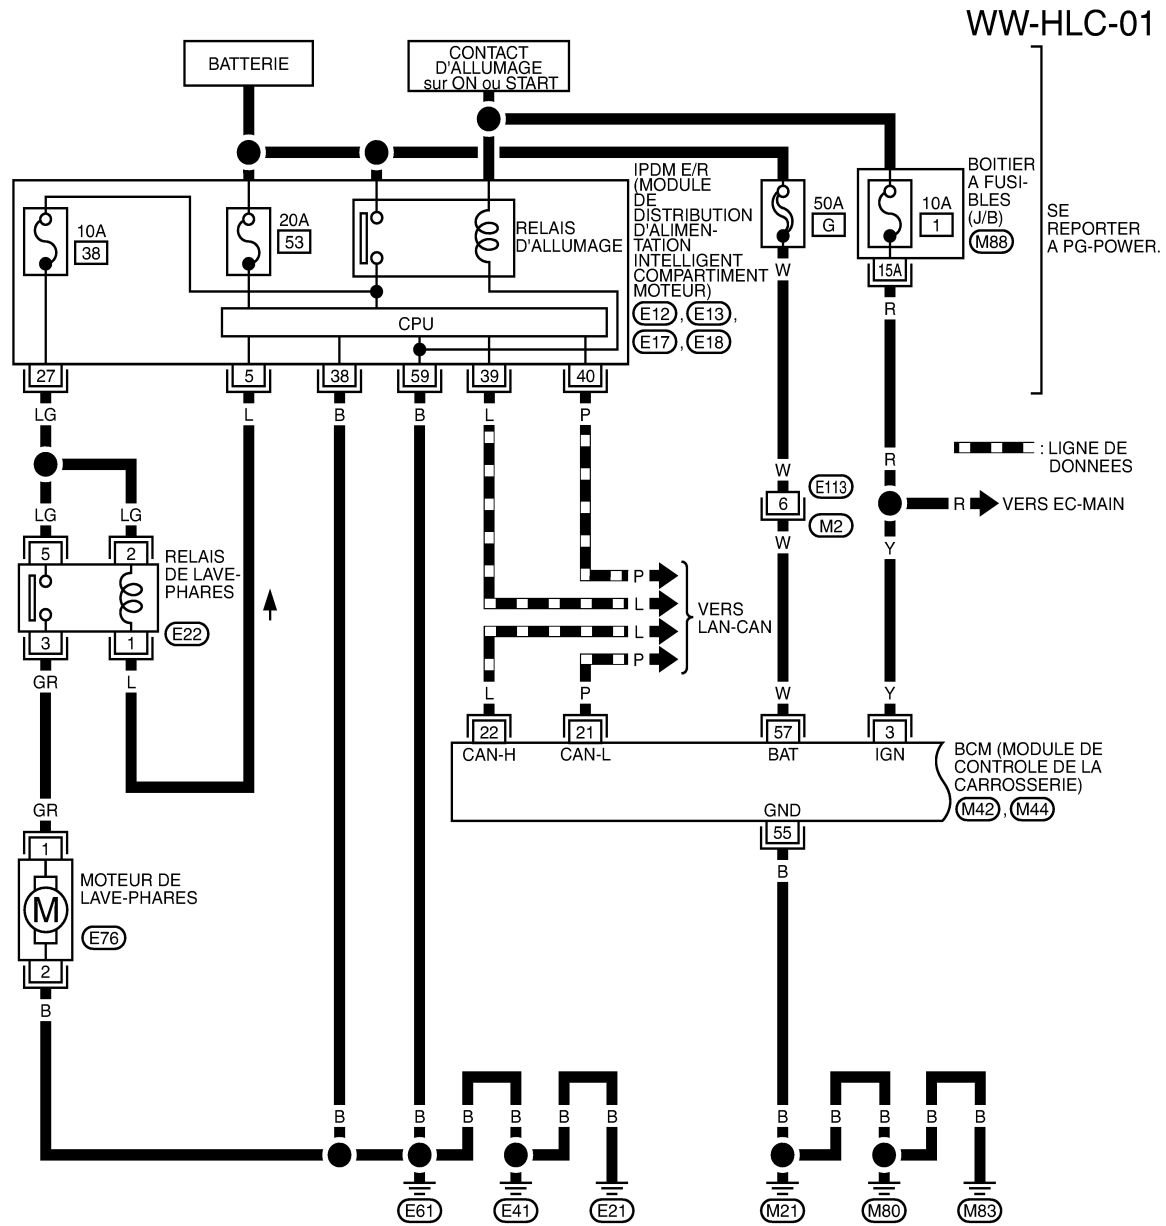 WW-HLC-01
BATTERIE
CONTACT
D'ALLUMAGE
sur ON ou START
10A
38
20A
53
RELAIS
D'ALLUMAGE
CPU
IPDM E/R
(MODULE
DE
DISTRIBUTION
D'ALIMEN-
TATION
INTELLIGENT
COMPARTIMENT
MOTEUR)
E12 , E13 ,
E17 , E18
50A
G
10A
1
BOITIER
A FUSI-
BLES
(J/B)
M88
SE
REPORTER
A PG-POWER.
15A
W
R
27 5 38 59 39 40
LG L B B L P
: LIGNE DE
DONNEES
W
R
6
E113
M2
R VERS EC-MAIN
W
Y
LG LG
5 2
RELAIS
DE LAVE-
PHARES
E22
3 1
GR L
P
L
L
P
VERS
LAN-CAN
L P W Y
22 21 57 3
CAN-H CAN-L BAT IGN
GND
55
B
BCM (MODULE DE
CONTROLE DE LA
CARROSSERIE)
M42 , M44
GR
1
M
MOTEUR DE
LAVE-PHARES
E76
2
B
B B B B B B B B B B B
E61 E41 E21 M21 M80 M83